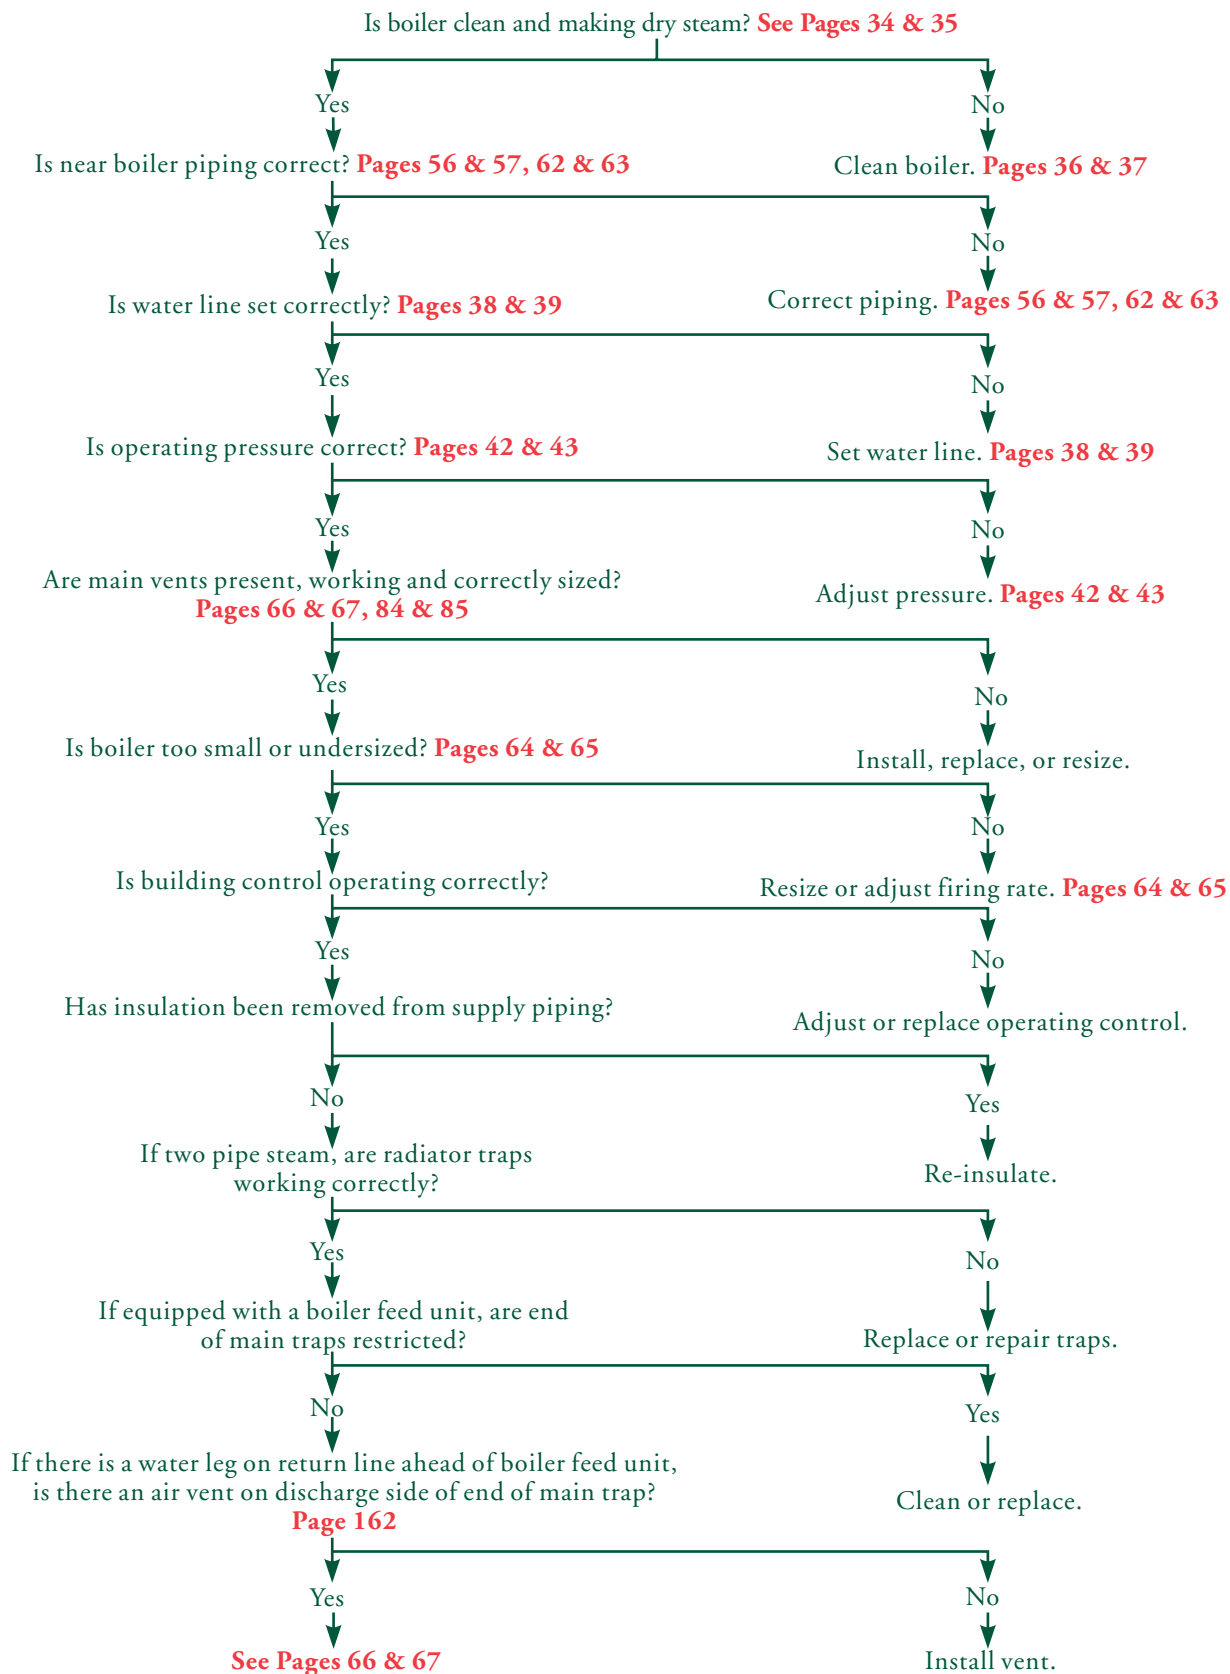 Is boiler clean and making dry steam? See Pages 34 & 35
Yes
No
Is near boiler piping correct? Pages 56 & 57, 62 & 63
Clean boiler. Pages 36 & 37
Yes
No
Is water line set correctly? Pages 38 & 39
Correct piping. Pages 56 & 57, 62 & 63
Yes
No
Is operating pressure correct? Pages 42 & 43
Set water line. Pages 38 & 39
Yes
No
Are main vents present, working and correctly sized?
Pages 66 & 67, 84 & 85
Adjust pressure. Pages 42 & 43
Yes
No
Is boiler too small or undersized? Pages 64 & 65
Install, replace, or resize.
Yes
No
Is building control operating correctly?
Resize or adjust firing rate. Pages 64 & 65
Yes
No
Has insulation been removed from supply piping?
Adjust or replace operating control.
No
Yes
If two pipe steam, are radiator traps
working correctly?
Re-insulate.
Yes
No
If equipped with a boiler feed unit, are end
of main traps restricted?
Replace or repair traps.
No
Yes
If there is a water leg on return line ahead of boiler feed unit,
is there an air vent on discharge side of end of main trap?
Page 162
Clean or replace.
Yes
No
See Pages 66 & 67
Install vent.